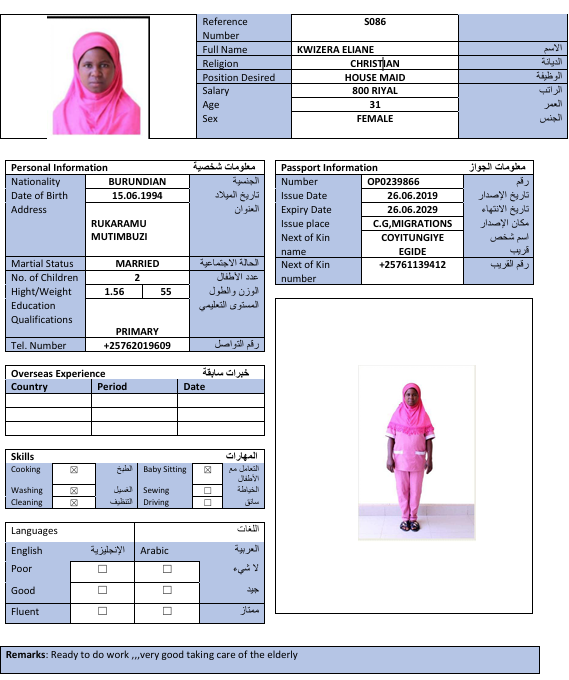 Reference Number S086
Full Name KWIZERA ELIANE الاسم
Religion CHRISTIAN الديانة
Position Desired HOUSE MAID الوظيفة
Salary 800 RIYAL الراتب
Age 31 العمر
Sex FEMALE الجنس
Personal Information معلومات شخصية
Nationality BURUNDIAN الجنسية
Date of Birth 15.06.1994 تاريخ الميلاد
Address RUKARAMU MUTIMBUZI العنوان
Martial Status MARRIED الحالة الاجتماعية
No. of Children 2 عدد الأطفال
Hight/Weight 1.56 55 الوزن والطول
Education Qualifications PRIMARY المستوى التعليمي
Tel. Number +25762019609 رقم التواصل
Passport Information معلومات الجواز
Number OP0239866 رقم
Issue Date 26.06.2019 تاريخ الإصدار
Expiry Date 26.06.2029 تاريخ الانتهاء
Issue place C.G,MIGRATIONS مكان الإصدار
Next of Kin name COYITUNGIYE EGIDE اسم شخص قريب
Next of Kin number +25761139412 رقم القريب
Overseas Experience خبرات سابقة
Country Period Date
Skills المهارات
Cooking ☒ الطبخ Baby Sitting ☒ التعامل مع الأطفال
Washing ☒ الغسيل Sewing ☐ الخياطة
Cleaning ☒ التنظيف Driving ☐ سائق
Languages اللغات
English الإنجليزية Arabic العربية
Poor ☐ ☐ لا شيء
Good ☐ ☐ جيد
Fluent ☐ ☐ ممتاز
Remarks: Ready to do work ,,,very good taking care of the elderly